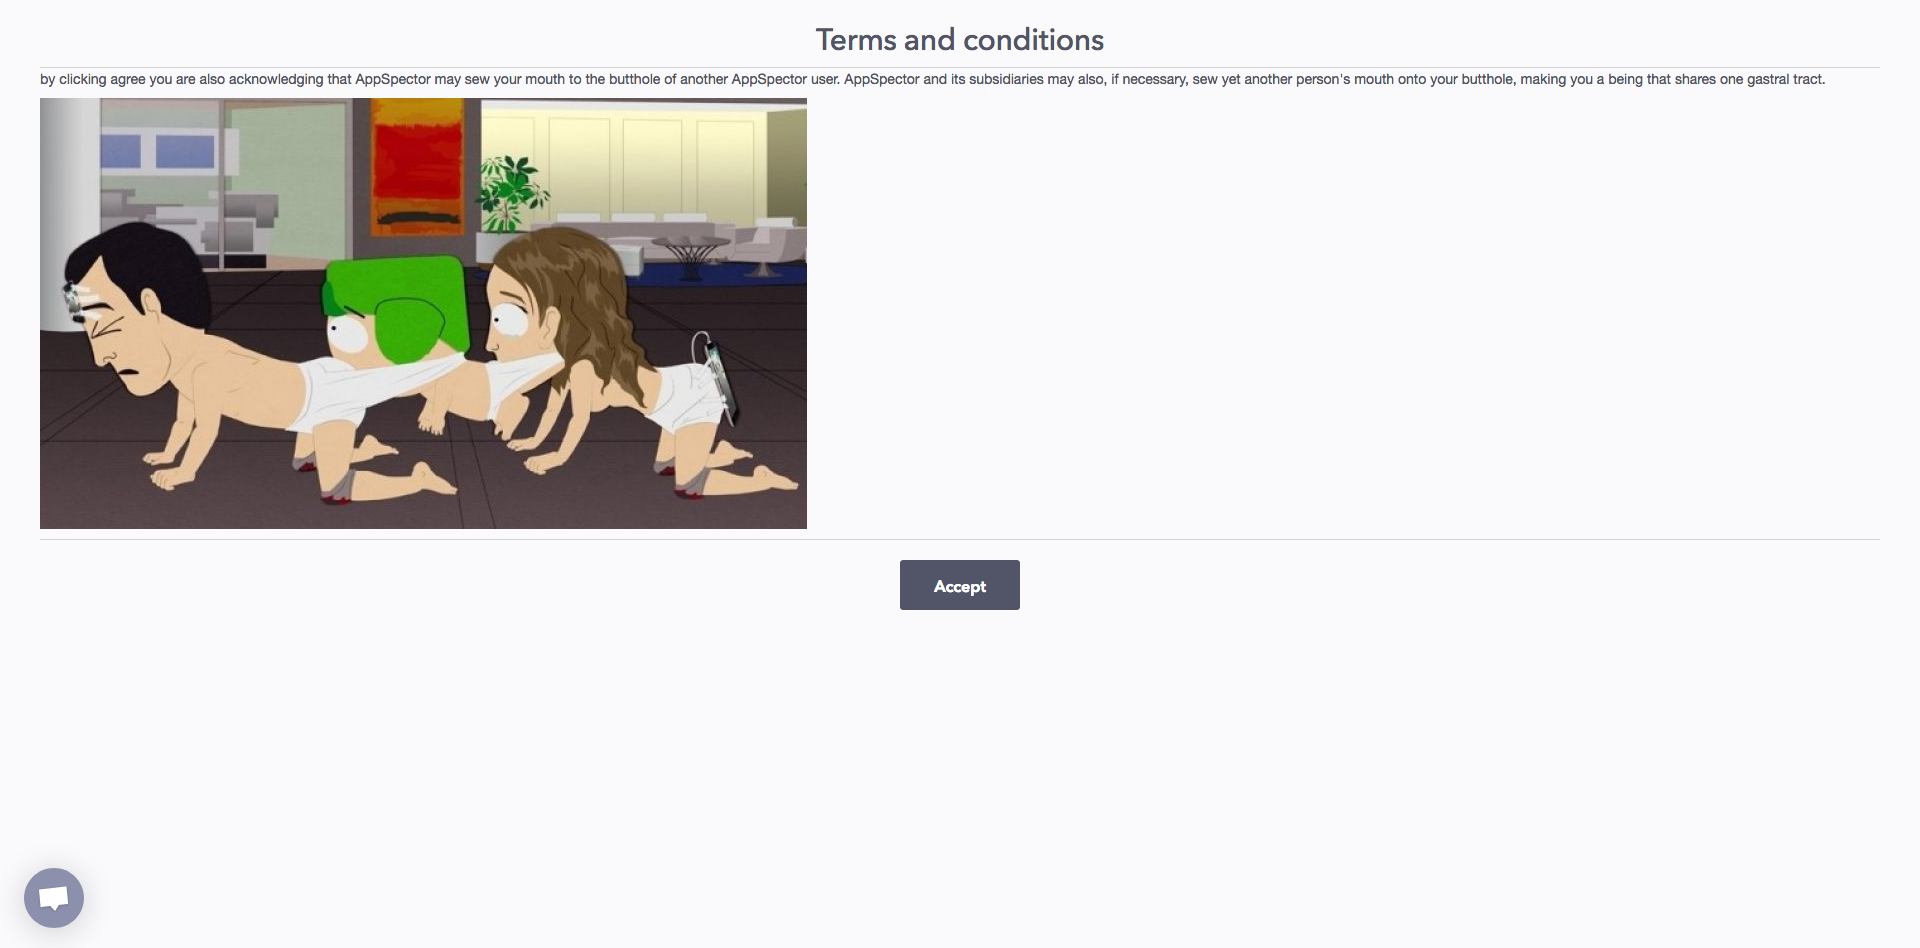 Terms and conditions
by clicking agree you are also acknowledging that AppSpector may sew your mouth to the butthole of another AppSpector user. AppSpector and its subsidiaries may also, if necessary, sew yet another person's mouth onto your butthole, making you a being that shares one gastral tract.
Accept